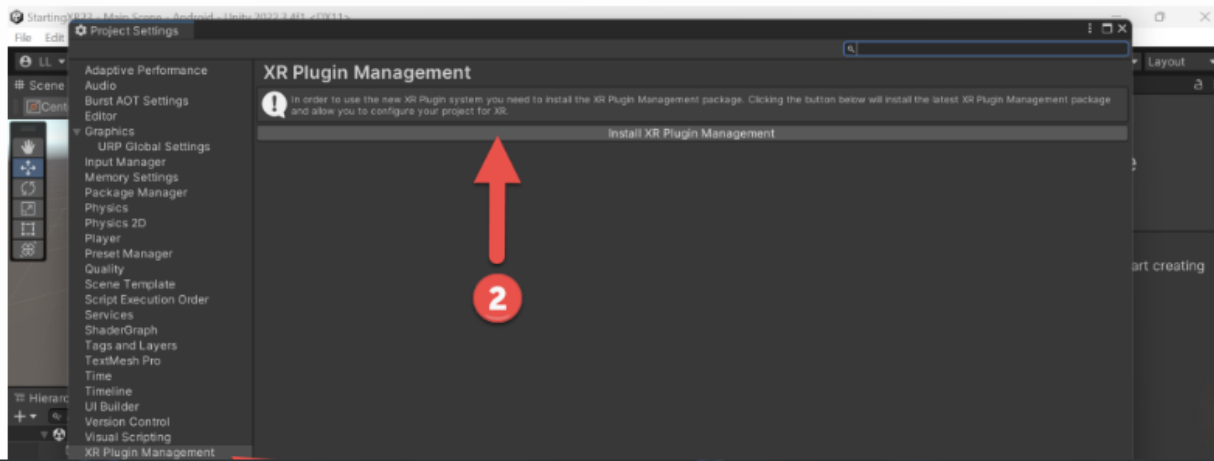 StartingXR23 - Main Scene - Android - Unity 2022.3.4f1 <DX11>
File Edit
Project Settings
LL
Layout
# Scene
Cent
XR Plugin Management
In order to use the new XR Plugin system you need to install the XR Plugin Management package. Clicking the button below will install the latest XR Plugin Management package
and allow you to configure your project for XR.
Install XR Plugin Management
Adaptive Performance
Audio
Burst AOT Settings
Editor
Graphics
URP Global Settings
Input Manager
Memory Settings
Package Manager
Physics
Physics 2D
Player
Preset Manager
Quality
Scene Template
Script Execution Order
Services
ShaderGraph
Tags and Layers
TextMesh Pro
Time
Timeline
UI Builder
Version Control
Visual Scripting
XR Plugin Management
2
art creating
Hierarc